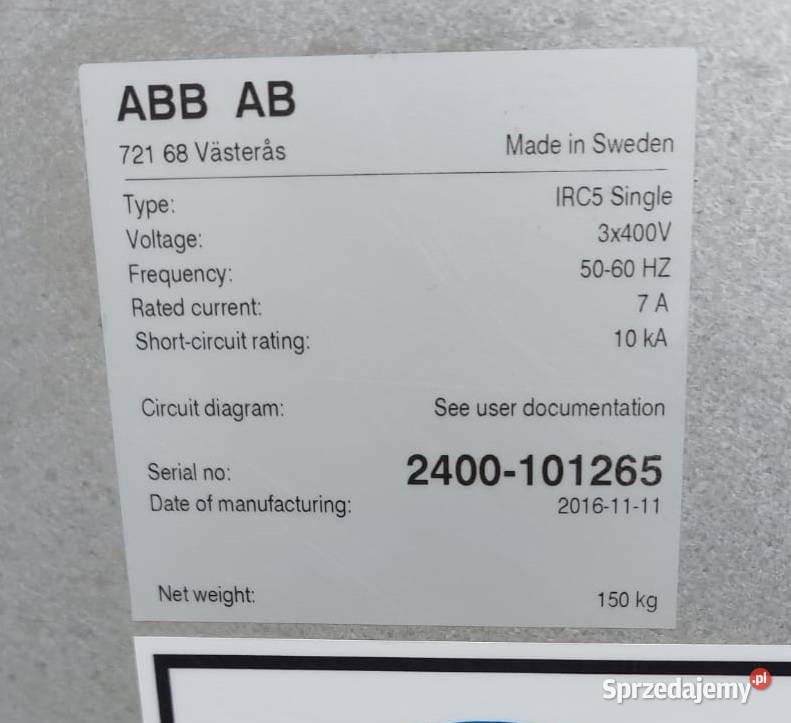 ABB AB
721 68 Västerås Made in Sweden
Type: IRC5 Single
Voltage: 3x400V
Frequency: 50-60 HZ
Rated current: 7 A
Short-circuit rating: 10 kA
Circuit diagram: See user documentation
Serial no: 2400-101265
Date of manufacturing: 2016-11-11
Net weight: 150 kg
Sprzedajemy.pl